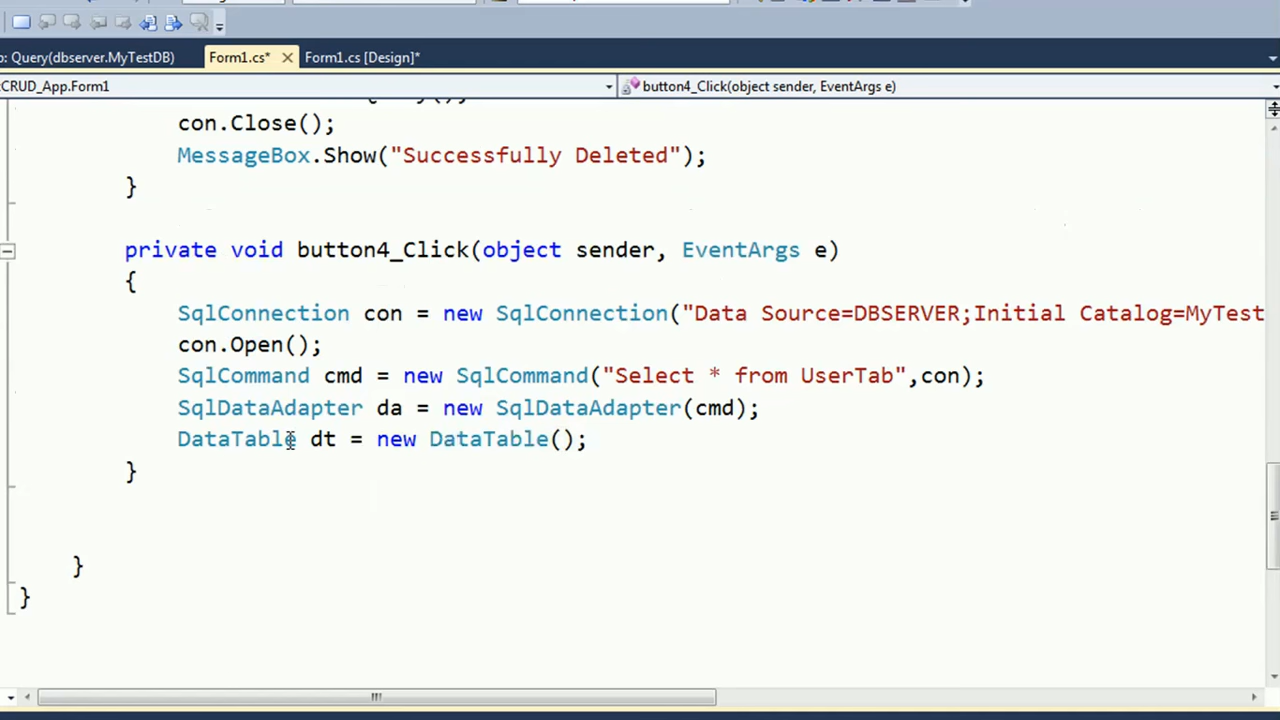 p: Query(dbserver.MyTestDB) Form1.cs* Form1.cs [Design]*
CRUD_App.Form1 button4_Click(object sender, EventArgs e)
con.Close();
MessageBox.Show("Successfully Deleted");
}
private void button4_Click(object sender, EventArgs e)
{
SqlConnection con = new SqlConnection("Data Source=DBSERVER;Initial Catalog=MyTest
con.Open();
SqlCommand cmd = new SqlCommand("Select * from UserTab",con);
SqlDataAdapter da = new SqlDataAdapter(cmd);
DataTable dt = new DataTable();
}
}
}